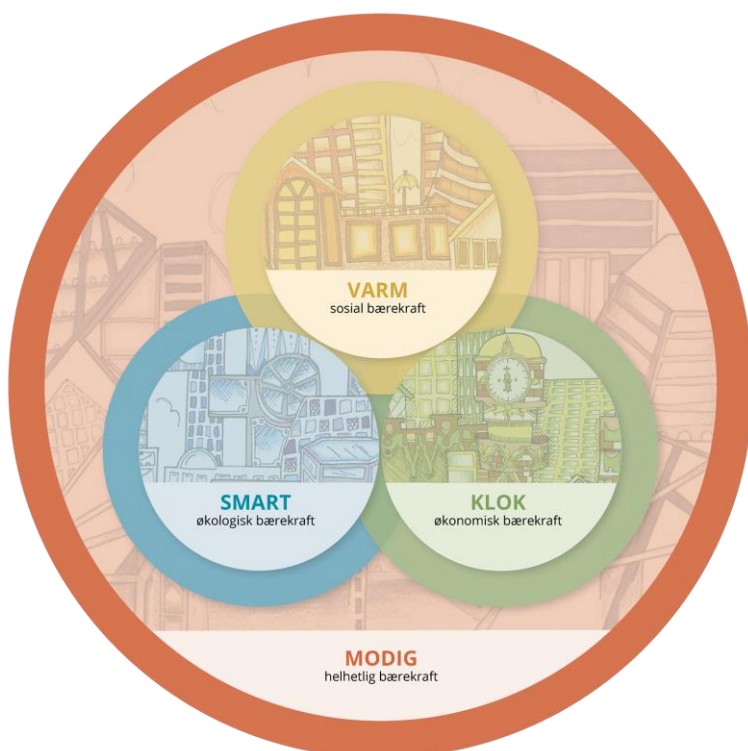 VARM
sosial bærekraft
SMART
økologisk bærekraft
KLOK
økonomisk bærekraft
MODIG
helhetlig bærekraft